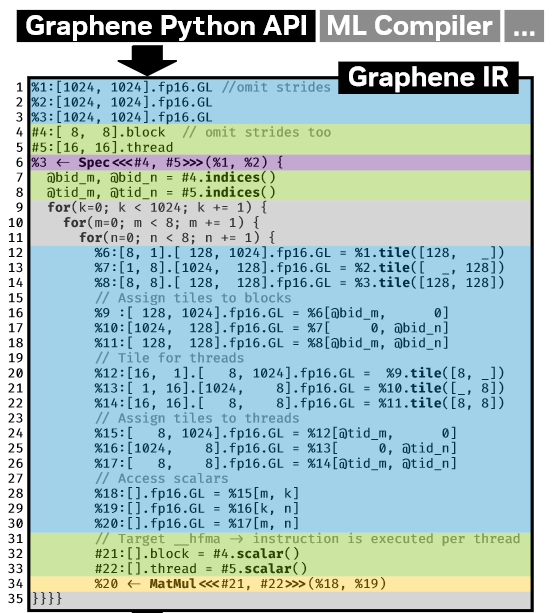 Graphene Python API ML Compiler ...
Graphene IR
1 %1:[1024, 1024].fp16.GL //omit strides
2 %2:[1024, 1024].fp16.GL
3 %3:[1024, 1024].fp16.GL
4 #4:[ 8,  8].block  // omit strides too
5 #5:[16, 16].thread
6 %3 ← Spec<<<#4, #5>>>(%1, %2) {
7   @bid_m, @bid_n = #4.indices()
8   @tid_m, @tid_n = #5.indices()
9   for(k=0; k < 1024; k += 1) {
10     for(m=0; m < 8; m += 1) {
11       for(n=0; n < 8; n += 1) {
12         %6:[8, 1].[ 128, 1024].fp16.GL = %1.tile([128,   _])
13         %7:[1, 8].[1024,  128].fp16.GL = %2.tile([  _, 128])
14         %8:[8, 8].[ 128,  128].fp16.GL = %3.tile([128, 128])
15         // Assign tiles to blocks
16         %9 :[ 128, 1024].fp16.GL = %6[@bid_m,      0]
17         %10:[1024,  128].fp16.GL = %7[     0, @bid_n]
18         %11:[ 128,  128].fp16.GL = %8[@bid_m, @bid_n]
19         // Tile for threads
20         %12:[16,  1].[   8, 1024].fp16.GL =  %9.tile([8, _])
21         %13:[ 1, 16].[1024,    8].fp16.GL = %10.tile([_, 8])
22         %14:[16, 16].[   8,    8].fp16.GL = %11.tile([8, 8])
23         // Assign tiles to threads
24         %15:[   8, 1024].fp16.GL = %12[@tid_m,      0]
25         %16:[1024,    8].fp16.GL = %13[     0, @tid_n]
26         %17:[   8,    8].fp16.GL = %14[@tid_m, @tid_n]
27         // Access scalars
28         %18:[].fp16.GL = %15[m, k]
29         %19:[].fp16.GL = %16[k, n]
30         %20:[].fp16.GL = %17[m, n]
31         // Target __hfma → instruction is executed per thread
32         #21:[].block = #4.scalar()
33         #22:[].thread = #5.scalar()
34         %20 ← MatMul<<<#21, #22>>>(%18, %19)
35 }}}}